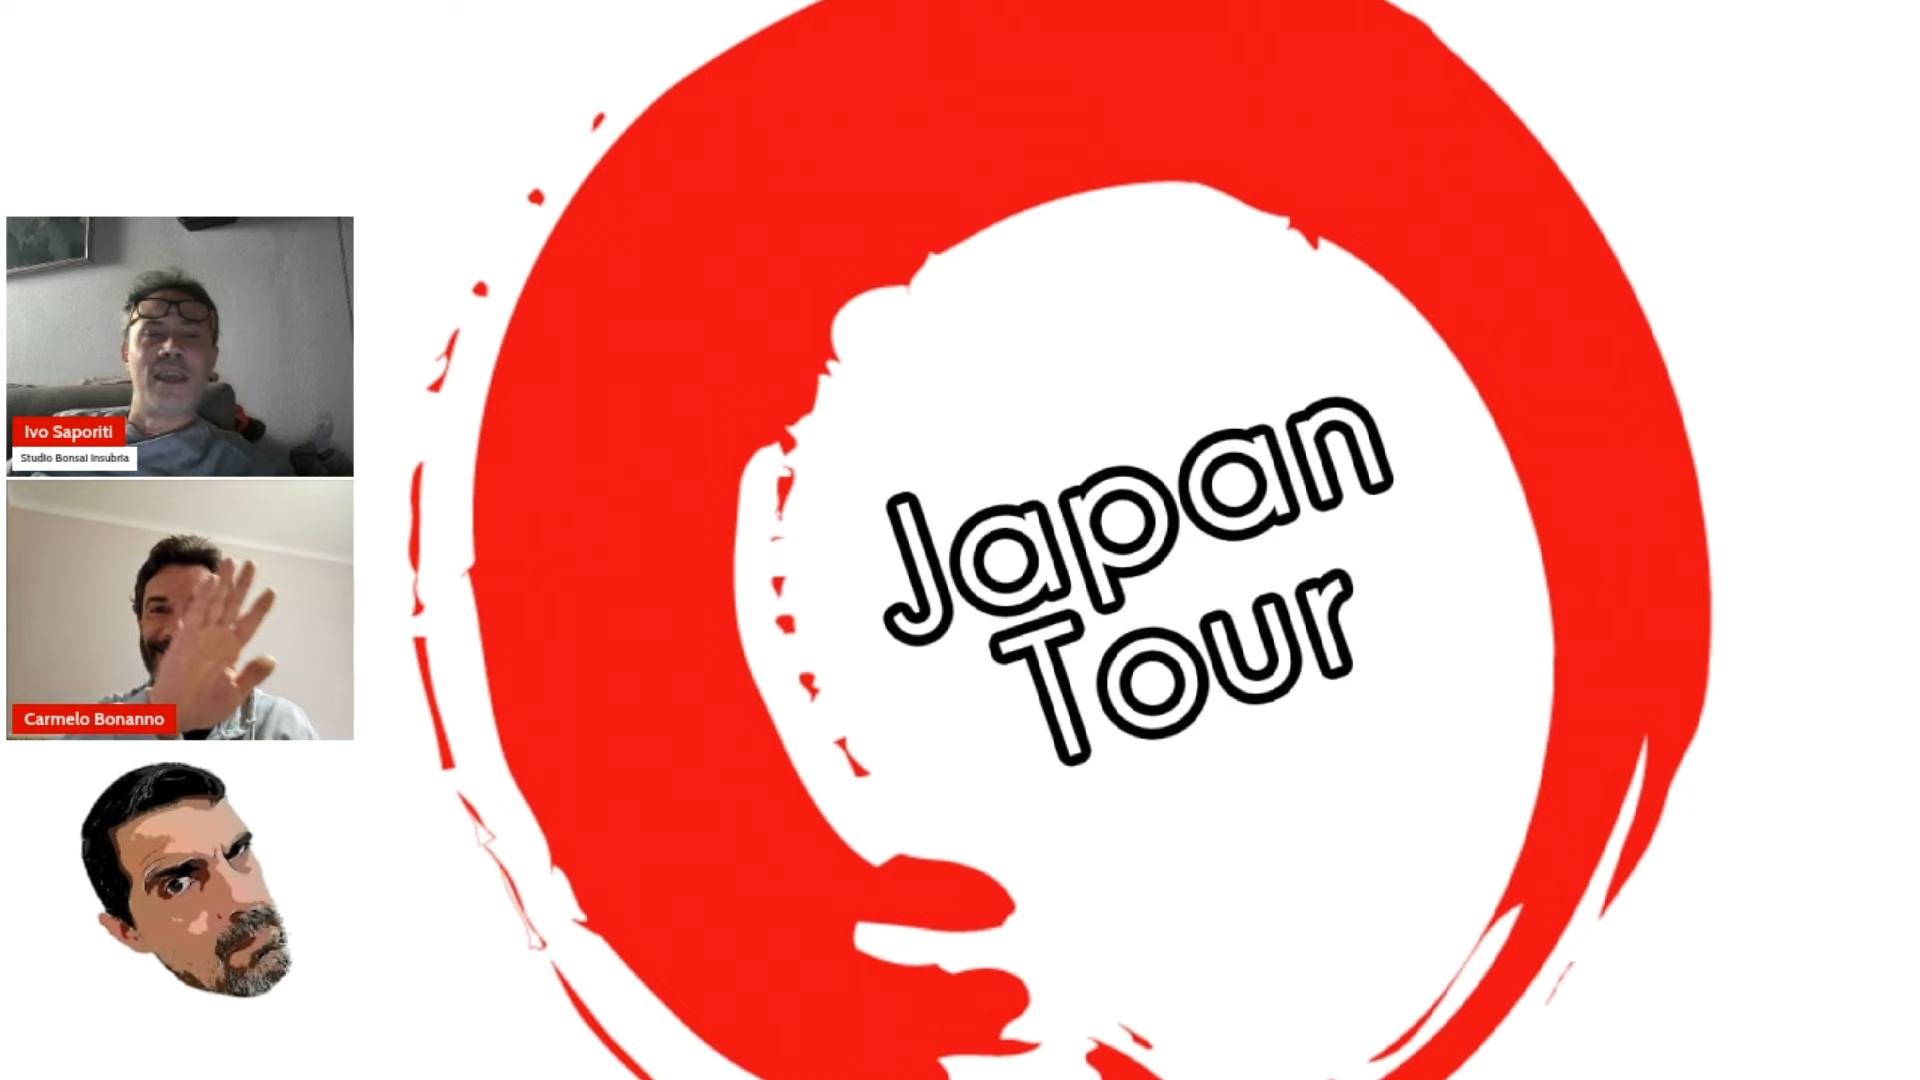 Ivo Saporiti
Studio Bonsai Insubria
Carmelo Bonanno
Japan
Tour